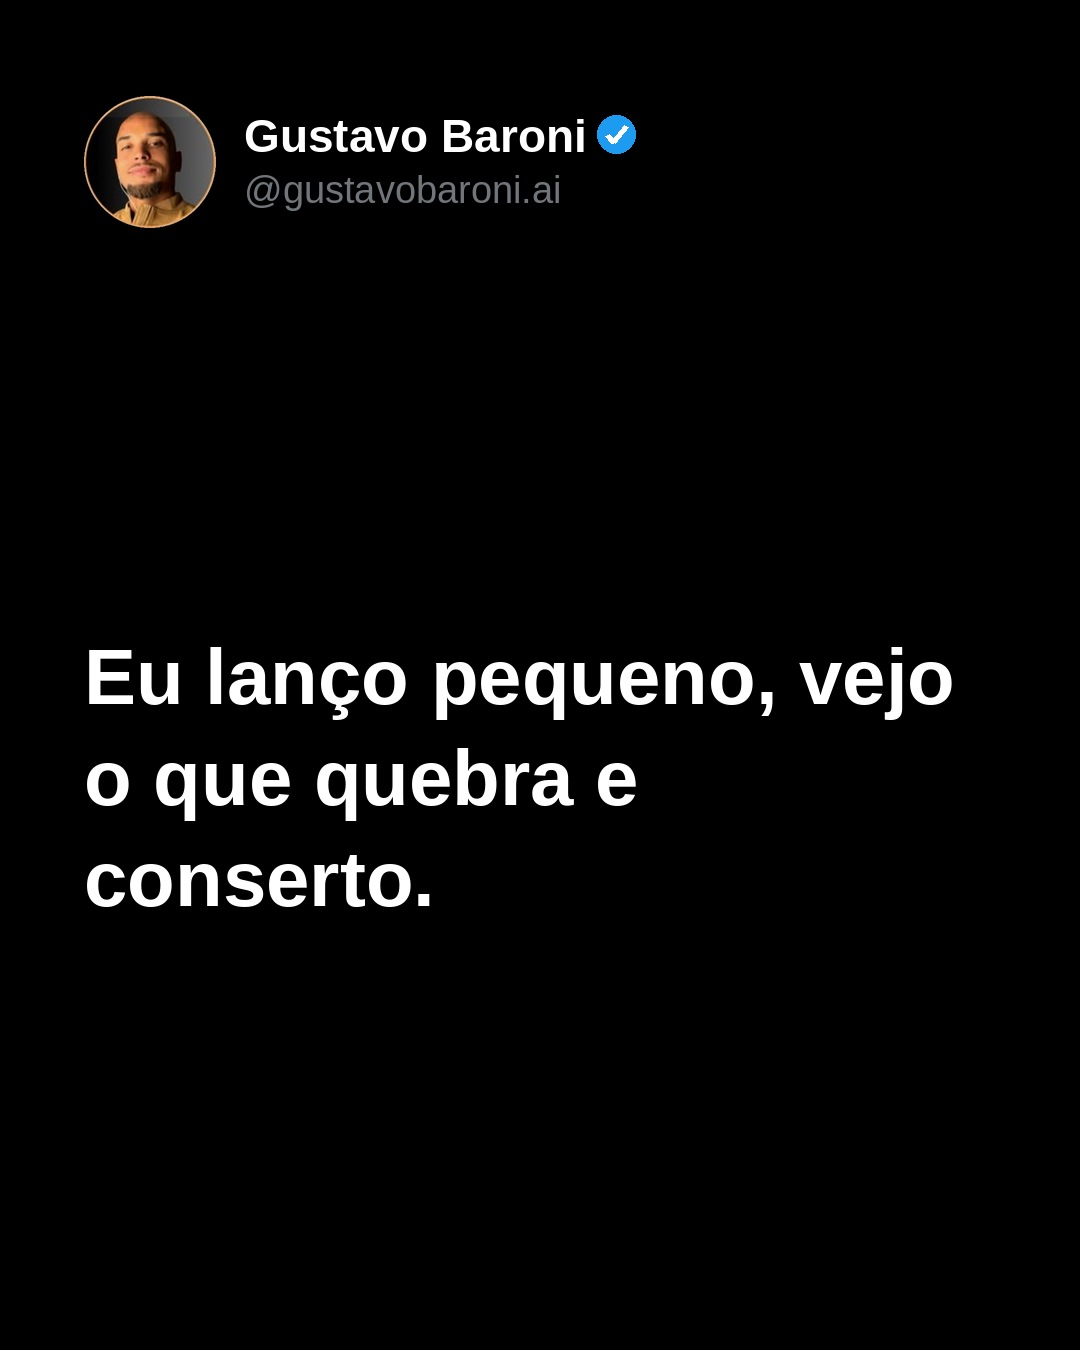 Gustavo Baroni
@gustavobaroni.ai
Eu lanço pequeno, vejo
o que quebra e
conserto.